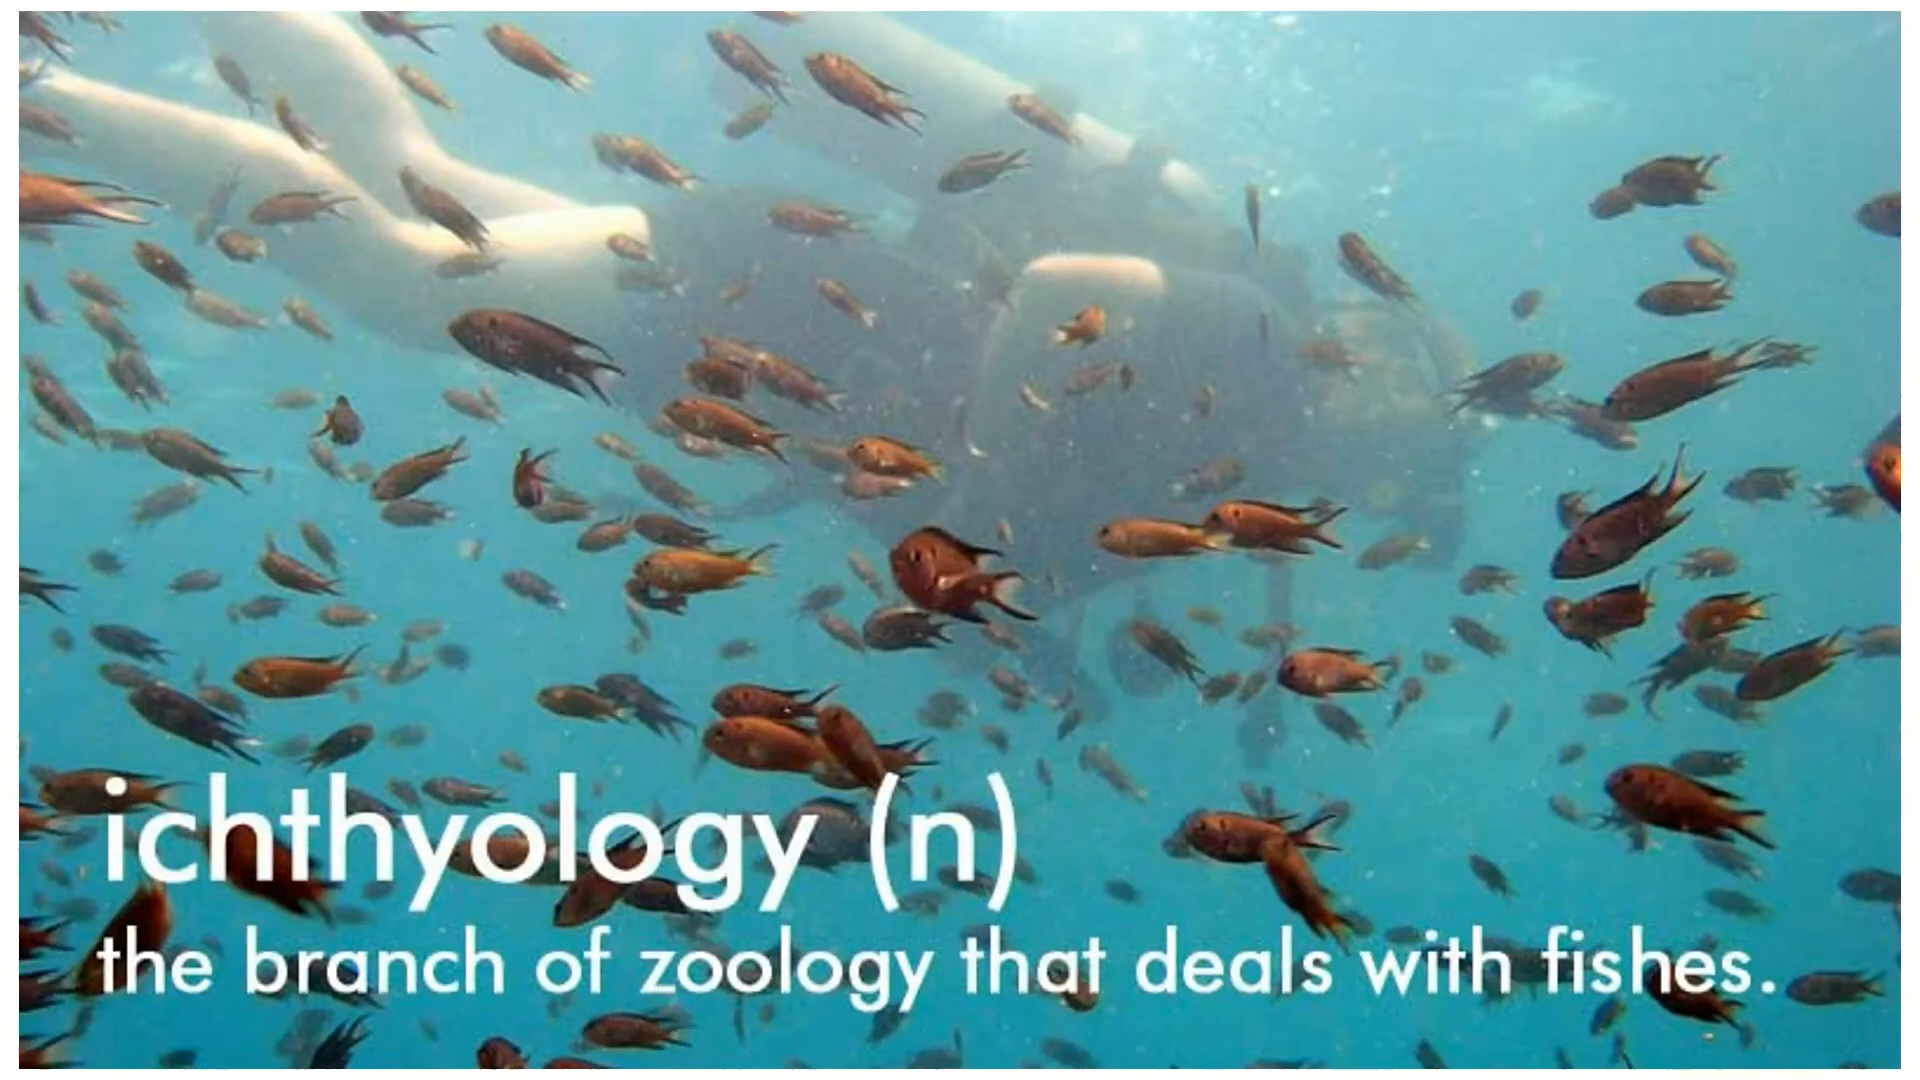 ichthyology (n)
the branch of zoology that deals with fishes.